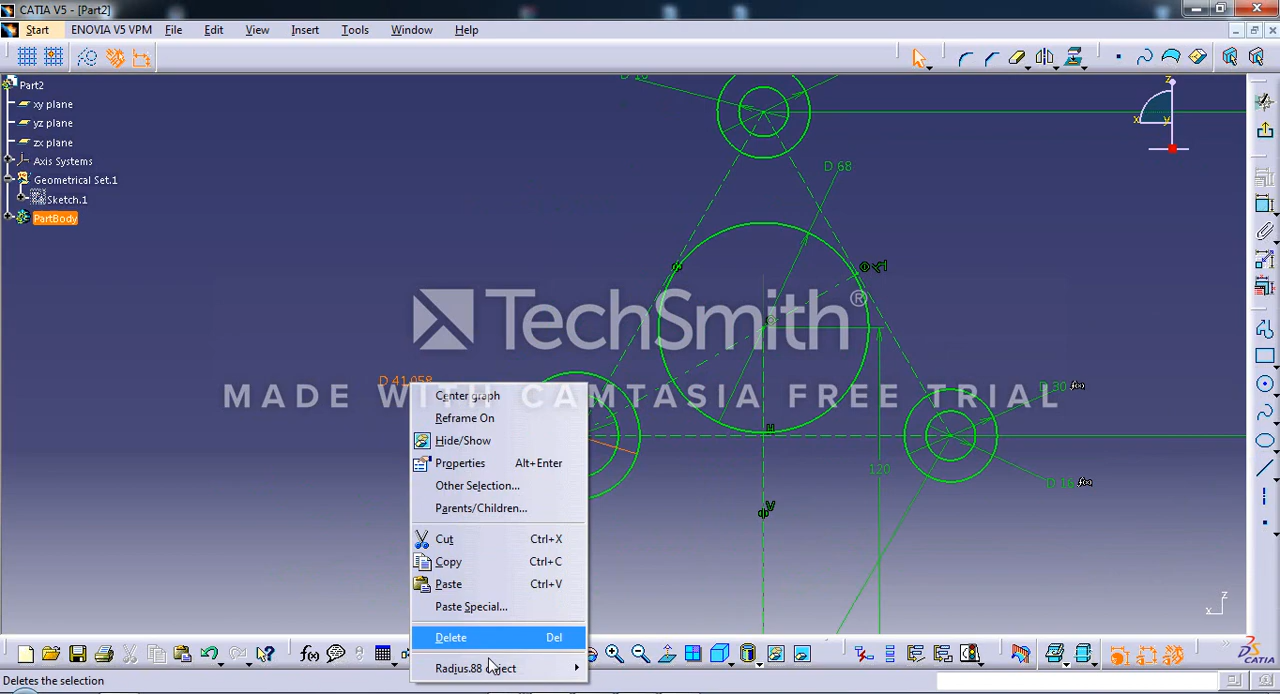 CATIA V5 - [Part2]
Start ENOVIA V5 VPM File Edit View Insert Tools Window Help
Part2
xy plane
yz plane
zx plane
Axis Systems
Geometrical Set.1
Sketch.1
PartBody
z
x y
D 68
TechSmith®
MADE WITH CAMTASIA FREE TRIAL
D 41.058
D 30 f(x)
H
120
D 16 f(x)
V
Center graph
Reframe On
Hide/Show
Properties Alt+Enter
Other Selection...
Parents/Children...
Cut Ctrl+X
Copy Ctrl+C
Paste Ctrl+V
Paste Special...
Delete Del
Radius.88 object
z
x
f(x)
DS
CATIA
Deletes the selection